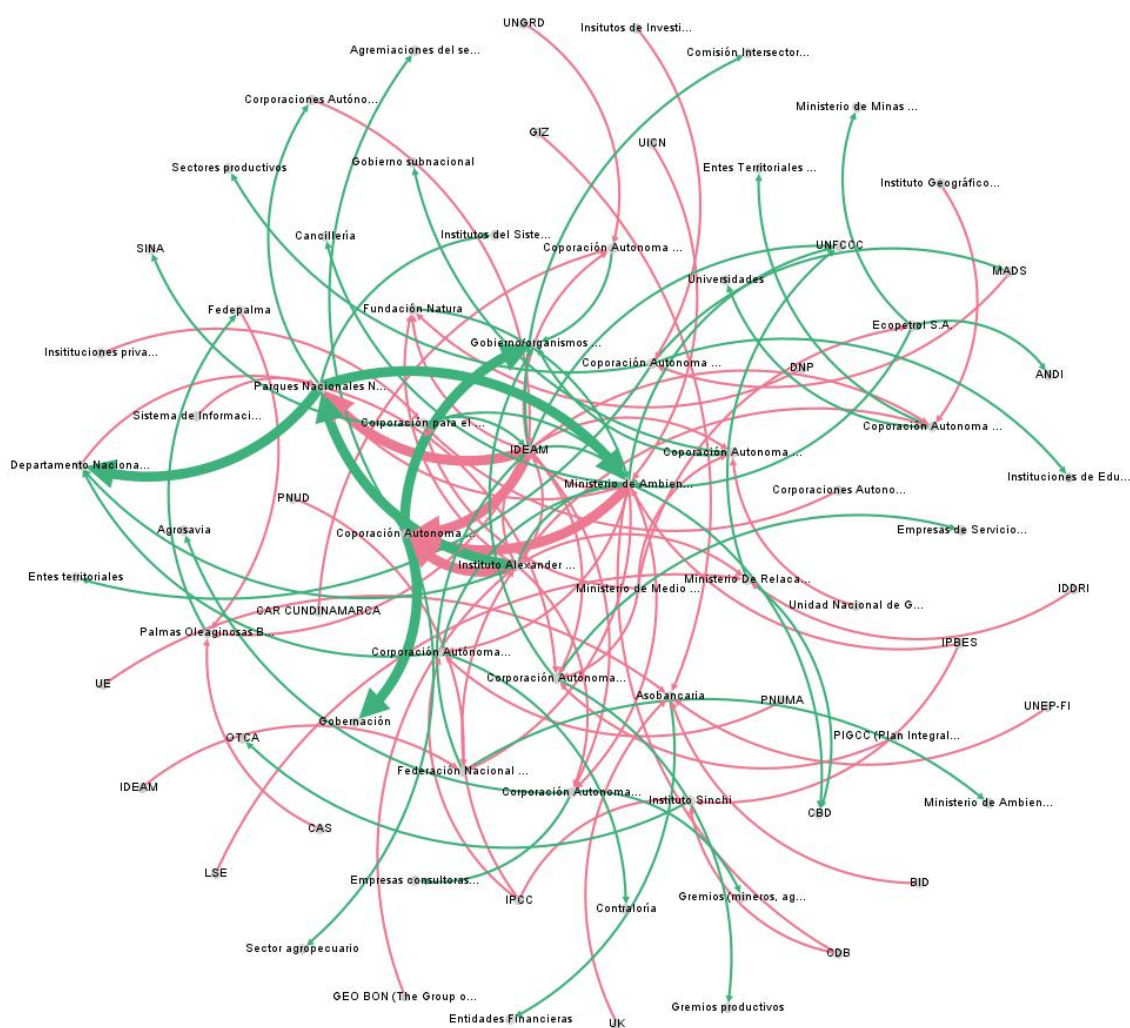 UNGRD
Insitutos de Investi...
Agremiaciones del se...
Comisión Intersector...
Corporaciones Autóno...
Ministerio de Minas ...
GIZ
UICN
Sectores productivos
Gobierno subnacional
Entes Territoriales ...
Instituto Geográfico...
SINA
Cancillería
Institutos del Siste...
Coporación Autonoma ...
UNFCCC
MADS
Universidades
Fedepalma
Fundación Natura
Ecopetrol S.A.
Insitituciones priva...
Gobierno/organismos ...
Coporación Autonoma ...
DNP
ANDI
Parques Nacionales N...
Sistema de Informaci...
Corporación para el ...
Coporación Autonoma ...
IDEAM
Coporación Autonoma ...
Departamento Naciona...
Ministerio de Ambien...
Instituciones de Edu...
PNUD
Corporaciones Autono...
Agrosavia
Coporación Autonoma ...
Empresas de Servicio...
Instituto Alexander ...
Entes territoriales
Ministerio de Medio ...
Ministerio De Relaca...
IDDRI
CAR CUNDINAMARCA
Unidad Nacional de G...
Palmas Oleaginosas B...
IPBES
Corporación Autónoma...
UE
Corporación Autonoma...
Asobancaria
PNUMA
UNEP-FI
Gobernación
OTCA
PIGCC (Plan Integral...
Federación Nacional ...
IDEAM
Corporación Autonoma...
Instituto Sinchi
Ministerio de Ambien...
CBD
CAS
LSE
Empresas consultoras...
BID
IPCC
Contraloría
Gremios (mineros, ag...
Sector agropecuario
CDB
GEO BON (The Group o...
Gremios productivos
Entidades Financieras
UK